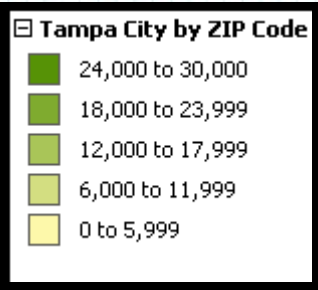 Tampa City by ZIP Code
24,000 to 30,000
18,000 to 23,999
12,000 to 17,999
6,000 to 11,999
0 to 5,999